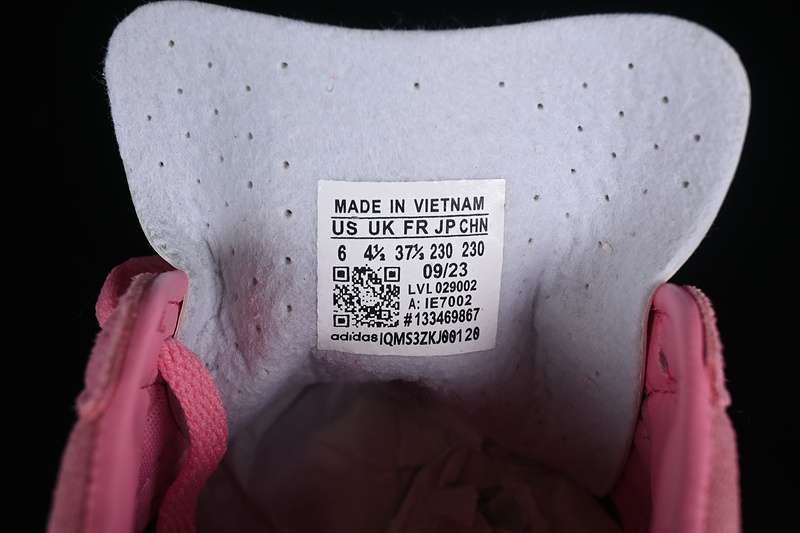 MADE IN VIETNAM
US UK FR JP CHN
6 4½ 37⅓ 230 230
09/23
LVL 029002
A: IE7002
#133469867
adidas IQMS3ZKJ00120